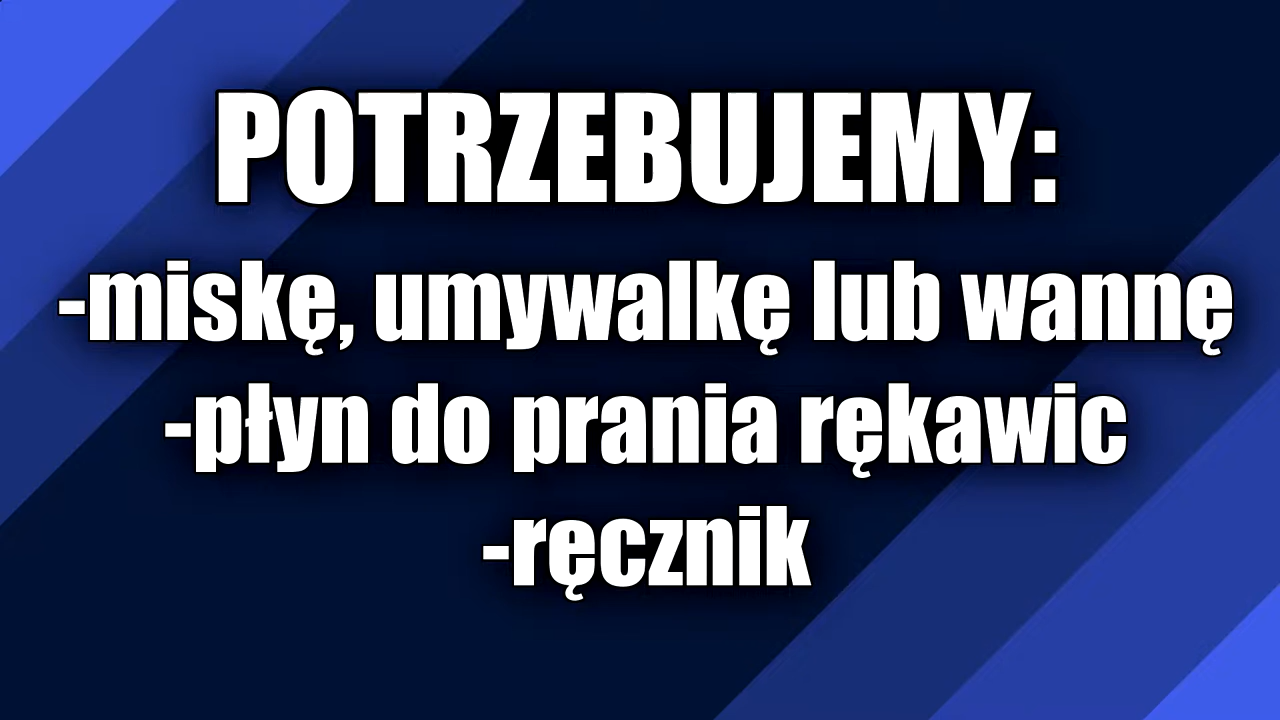 POTRZEBUJEMY:
-miskę, umywalkę lub wannę
-płyn do prania rękawic
-ręcznik